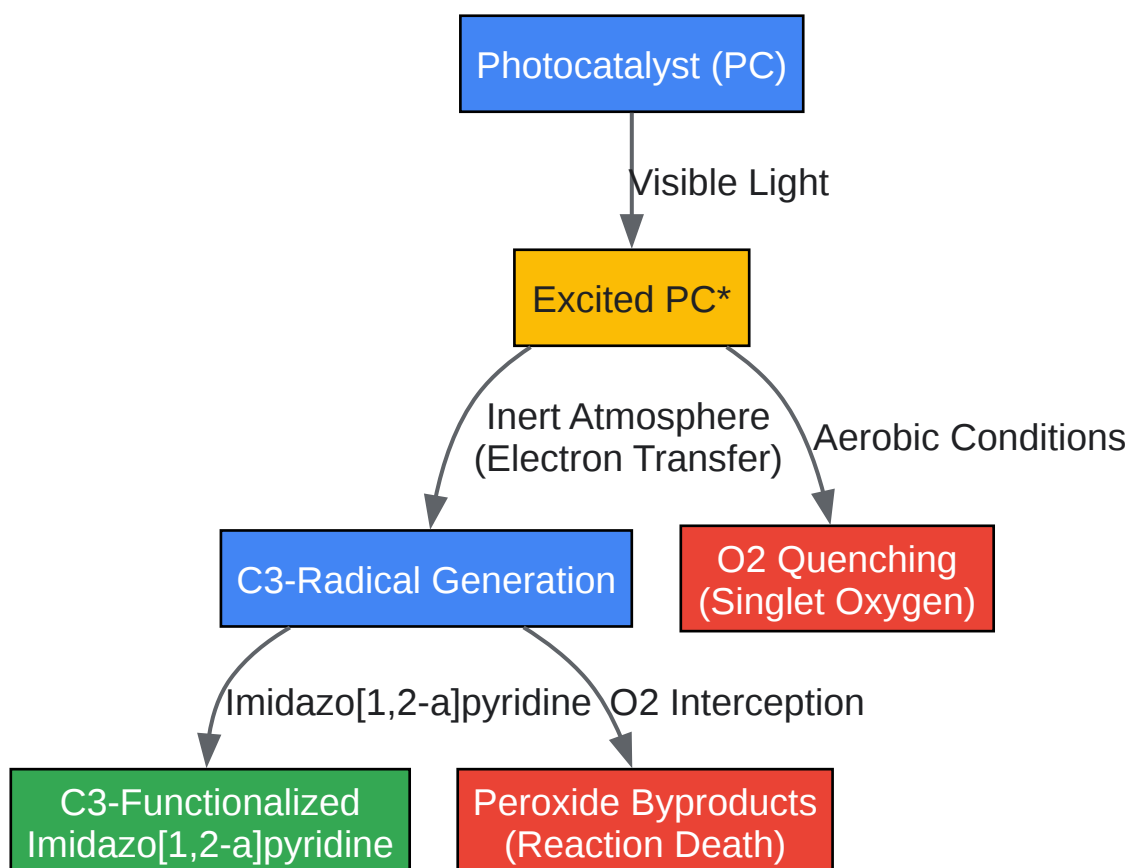 Photocatalyst (PC)
Visible Light
Excited PC*
Inert Atmosphere
(Electron Transfer)
Aerobic Conditions
C3-Radical Generation
O2 Quenching
(Singlet Oxygen)
Imidazo[1,2-a]pyridine
O2 Interception
C3-Functionalized
Imidazo[1,2-a]pyridine
Peroxide Byproducts
(Reaction Death)